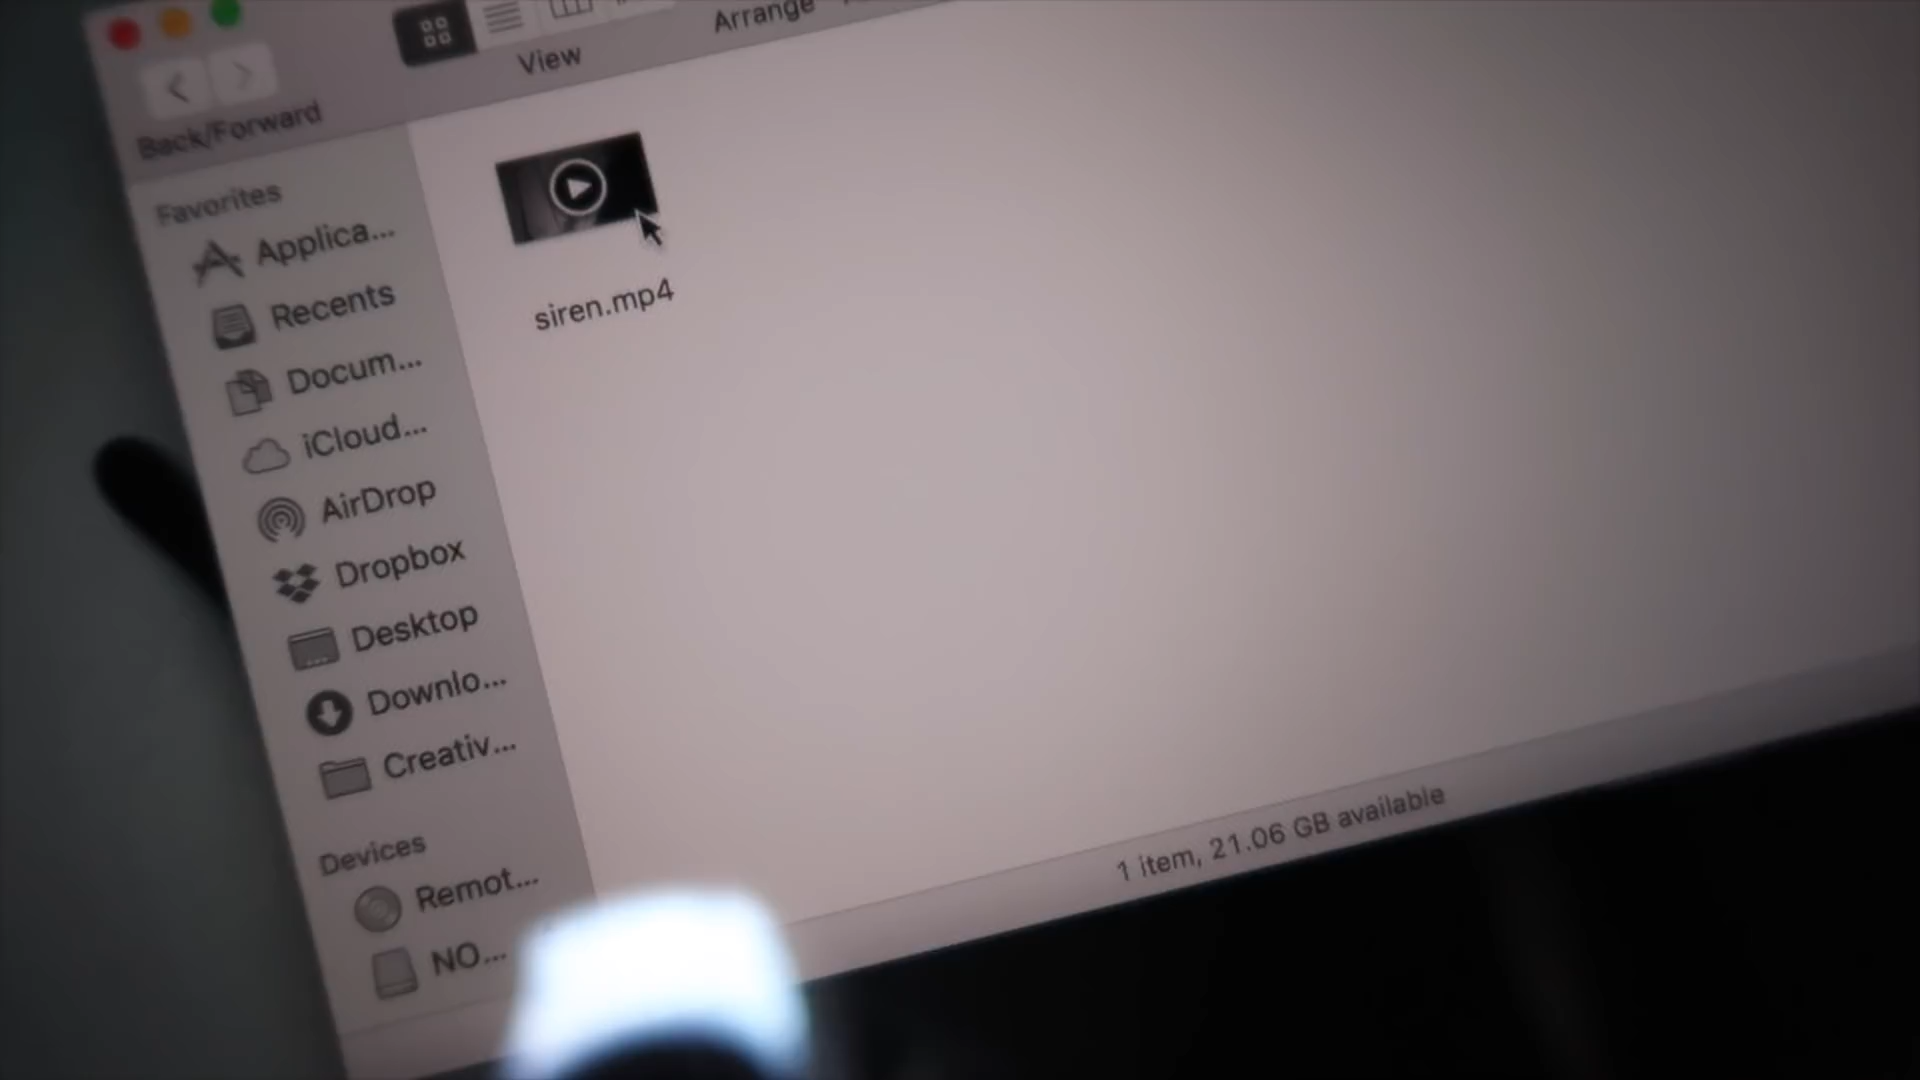 View
Arrange
Back/Forward
Favorites
Applica...
Recents
Docum...
iCloud...
AirDrop
Dropbox
Desktop
Downlo...
Creativ...
Devices
Remot...
NO...
siren.mp4
1 item, 21.06 GB available